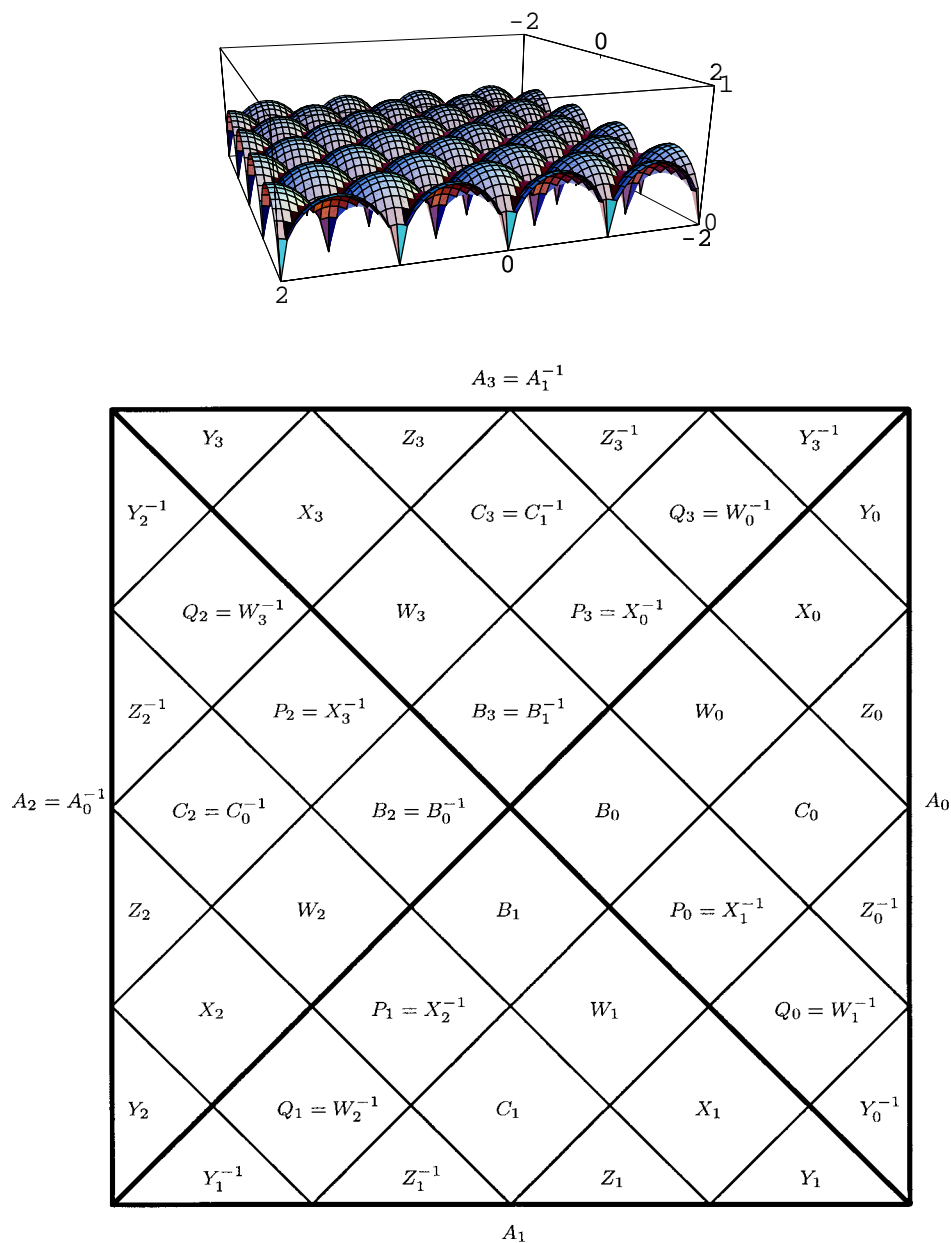 -2
0
2
1
0
-2
0
2
A₃ = A₁⁻¹
Y₃ Z₃ Z₃⁻¹ Y₃⁻¹
Y₂⁻¹ X₃ C₃ = C₁⁻¹ Q₃ = W₀⁻¹ Y₀
Q₂ = W₃⁻¹ W₃ P₃ = X₀⁻¹ X₀
Z₂⁻¹ P₂ = X₃⁻¹ B₃ = B₁⁻¹ W₀ Z₀
A₂ = A₀⁻¹ C₂ = C₀⁻¹ B₂ = B₀⁻¹ B₀ C₀ A₀
Z₂ W₂ B₁ P₀ = X₁⁻¹ Z₀⁻¹
X₂ P₁ = X₂⁻¹ W₁ Q₀ = W₁⁻¹
Y₂ Q₁ = W₂⁻¹ C₁ X₁ Y₀⁻¹
Y₁⁻¹ Z₁⁻¹ Z₁ Y₁
A₁